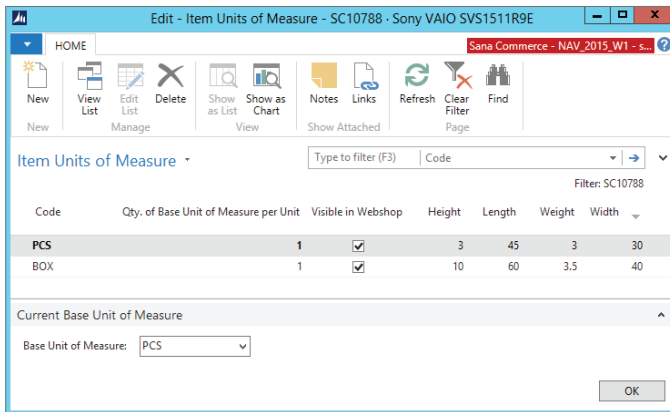 Edit - Item Units of Measure - SC10788 · Sony VAIO SVS1511R9E
HOME
Sana Commerce - NAV_2015_W1 - s...
New
View List
Edit List
Delete
Show as List
Show as Chart
Notes
Links
Refresh
Clear Filter
Find
New
Manage
View
Show Attached
Page
Item Units of Measure
Type to filter (F3)
Code
Filter: SC10788
Code Qty. of Base Unit of Measure per Unit Visible in Webshop Height Length Weight Width
PCS 1 3 45 3 30
BOX 1 10 60 3.5 40
Current Base Unit of Measure
Base Unit of Measure: PCS
OK